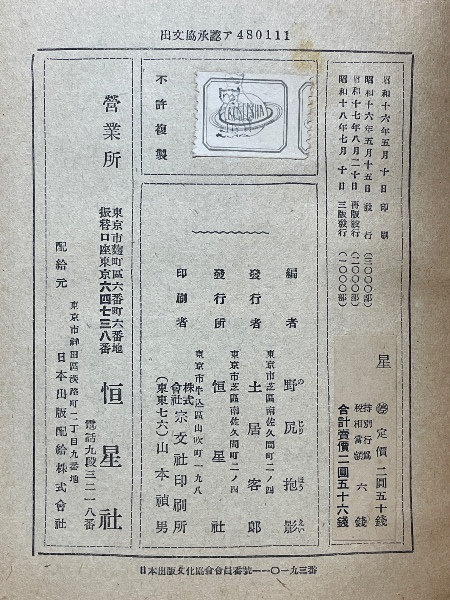 出文協承認ア480111
昭和十六年五月十日印刷
昭和十六年五月十五日發行(三〇〇〇部)
昭和十七年八月二十日再版發行(一〇〇〇部)
昭和十八年七月十日三版發行(一〇〇〇部)
星
定價二圓五十錢
特別行爲税相當額六錢
合計賣價二圓五十六錢
不許複製
KOSEISHA
編者 野尻抱影
の じり ほう えい
東京市芝區南佐久間町二ノ四
發行者 土居客郎
東京市芝區南佐久間町二ノ四
發行所 恒星社
東京市牛込區山吹町一九八
印刷者 株式會社宗文社印刷所
(東東七六)山本禎男
營業所
東京市麹町區六番町六番地
振替口座東京六四七三八番
恒星社
電話九段三二一八番
配給元
東京市神田區淡路町二丁目九番地
日本出版配給株式會社
日本出版文化協會會員番號一一〇一九三番